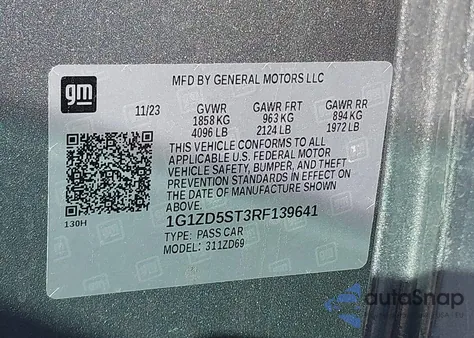 gm
MFD BY GENERAL MOTORS LLC
11/23 GVWR GAWR FRT GAWR RR
1858 KG 963 KG 894 KG
4096 LB 2124 LB 1972 LB
THIS VEHICLE CONFORMS TO ALL
APPLICABLE U.S. FEDERAL MOTOR
VEHICLE SAFETY, BUMPER, AND THEFT
PREVENTION STANDARDS IN EFFECT ON
THE DATE OF MANUFACTURE SHOWN
ABOVE.
130H
1G1ZD5ST3RF139641
TYPE: PASS CAR
MODEL: 311ZD69
autoSnap